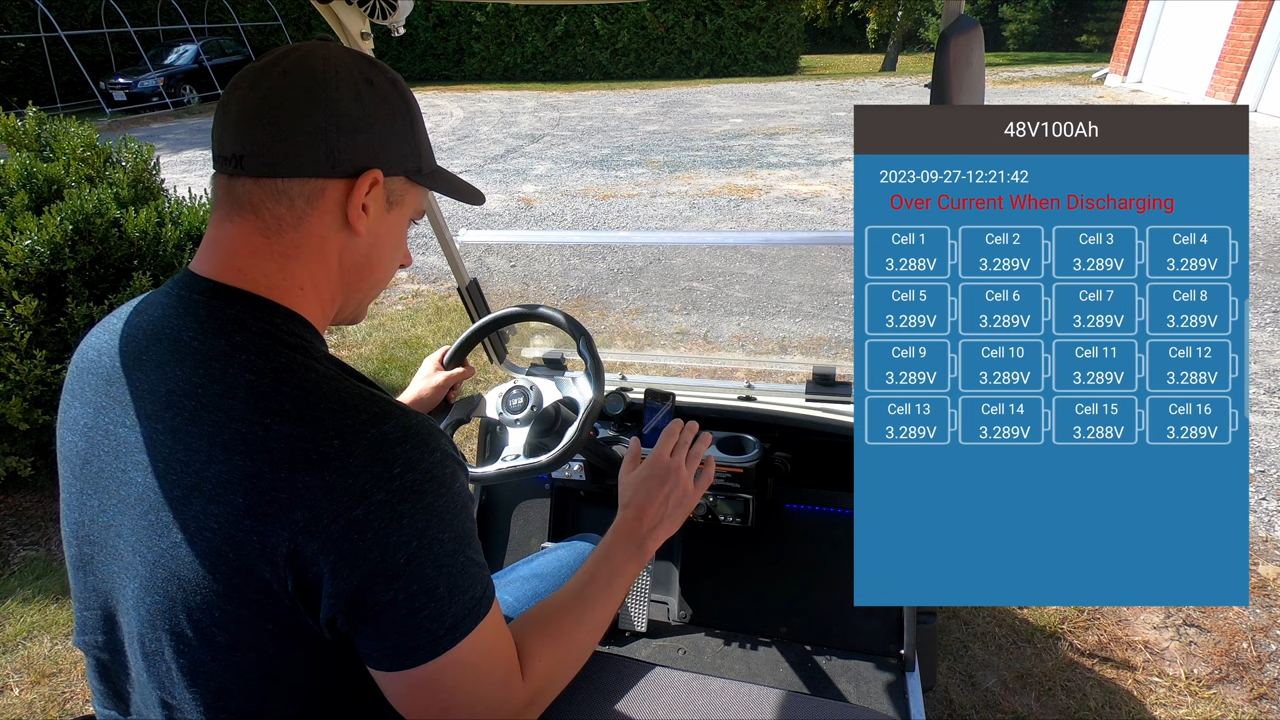 48V100Ah
2023-09-27-12:21:42
Over Current When Discharging
Cell 1 Cell 2 Cell 3 Cell 4
3.288V 3.289V 3.289V 3.289V
Cell 5 Cell 6 Cell 7 Cell 8
3.289V 3.289V 3.289V 3.289V
Cell 9 Cell 10 Cell 11 Cell 12
3.289V 3.289V 3.289V 3.288V
Cell 13 Cell 14 Cell 15 Cell 16
3.289V 3.289V 3.288V 3.289V